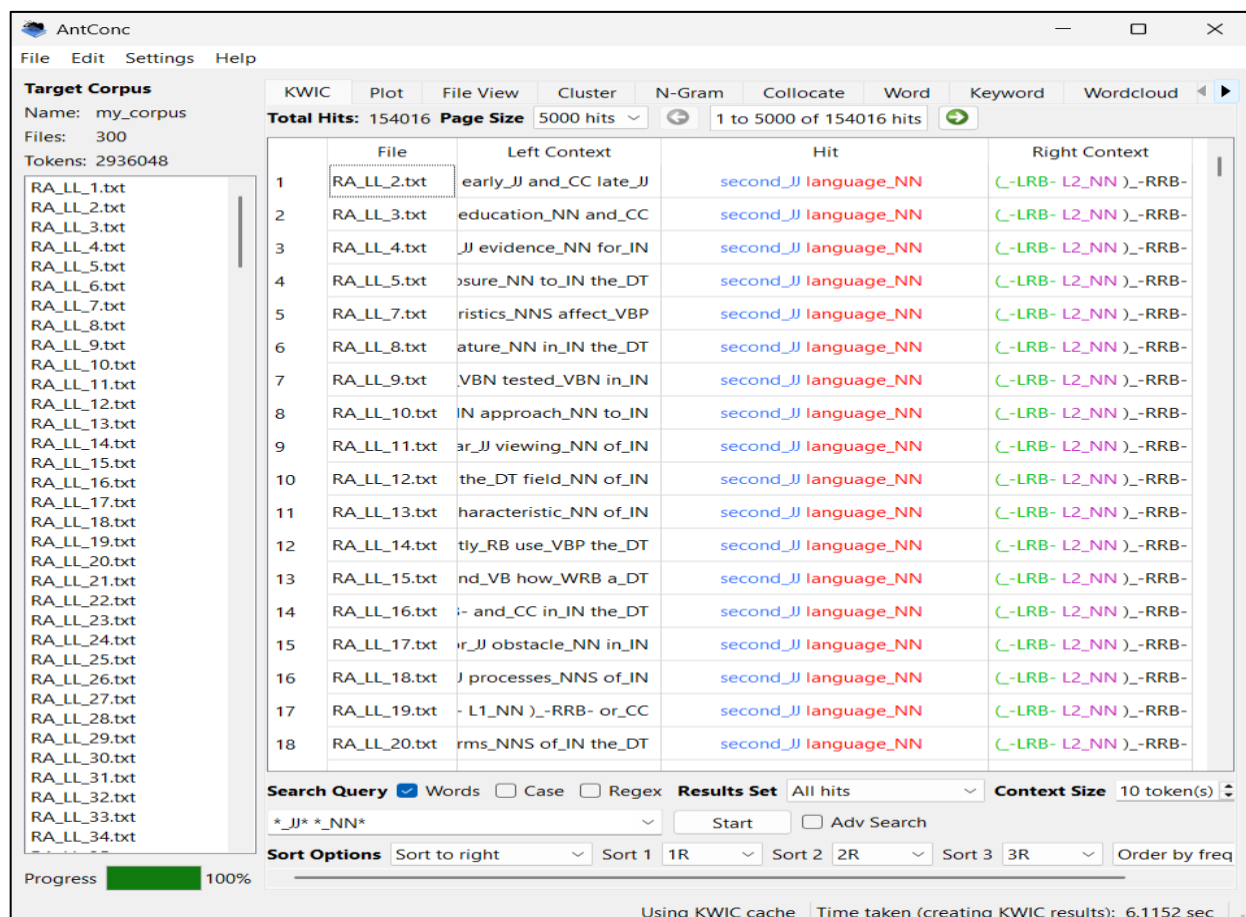 AntConc
File Edit Settings Help
Target Corpus
Name: my_corpus
Files: 300
Tokens: 2936048
RA_LL_1.txt
RA_LL_2.txt
RA_LL_3.txt
RA_LL_4.txt
RA_LL_5.txt
RA_LL_6.txt
RA_LL_7.txt
RA_LL_8.txt
RA_LL_9.txt
RA_LL_10.txt
RA_LL_11.txt
RA_LL_12.txt
RA_LL_13.txt
RA_LL_14.txt
RA_LL_15.txt
RA_LL_16.txt
RA_LL_17.txt
RA_LL_18.txt
RA_LL_19.txt
RA_LL_20.txt
RA_LL_21.txt
RA_LL_22.txt
RA_LL_23.txt
RA_LL_24.txt
RA_LL_25.txt
RA_LL_26.txt
RA_LL_27.txt
RA_LL_28.txt
RA_LL_29.txt
RA_LL_30.txt
RA_LL_31.txt
RA_LL_32.txt
RA_LL_33.txt
RA_LL_34.txt
Progress 100%
KWIC Plot File View Cluster N-Gram Collocate Word Keyword Wordcloud
Total Hits: 154016 Page Size 5000 hits 1 to 5000 of 154016 hits
File Left Context Hit Right Context
1 RA_LL_2.txt early_JJ and_CC late_JJ second_JJ language_NN (_-LRB- L2_NN )_-RRB-
2 RA_LL_3.txt education_NN and_CC second_JJ language_NN (_-LRB- L2_NN )_-RRB-
3 RA_LL_4.txt _JJ evidence_NN for_IN second_JJ language_NN (_-LRB- L2_NN )_-RRB-
4 RA_LL_5.txt osure_NN to_IN the_DT second_JJ language_NN (_-LRB- L2_NN )_-RRB-
5 RA_LL_7.txt ristics_NNS affect_VBP second_JJ language_NN (_-LRB- L2_NN )_-RRB-
6 RA_LL_8.txt ature_NN in_IN the_DT second_JJ language_NN (_-LRB- L2_NN )_-RRB-
7 RA_LL_9.txt _VBN tested_VBN in_IN second_JJ language_NN (_-LRB- L2_NN )_-RRB-
8 RA_LL_10.txt IN approach_NN to_IN second_JJ language_NN (_-LRB- L2_NN )_-RRB-
9 RA_LL_11.txt ar_JJ viewing_NN of_IN second_JJ language_NN (_-LRB- L2_NN )_-RRB-
10 RA_LL_12.txt the_DT field_NN of_IN second_JJ language_NN (_-LRB- L2_NN )_-RRB-
11 RA_LL_13.txt haracteristic_NN of_IN second_JJ language_NN (_-LRB- L2_NN )_-RRB-
12 RA_LL_14.txt tly_RB use_VBP the_DT second_JJ language_NN (_-LRB- L2_NN )_-RRB-
13 RA_LL_15.txt nd_VB how_WRB a_DT second_JJ language_NN (_-LRB- L2_NN )_-RRB-
14 RA_LL_16.txt - and_CC in_IN the_DT second_JJ language_NN (_-LRB- L2_NN )_-RRB-
15 RA_LL_17.txt or_JJ obstacle_NN in_IN second_JJ language_NN (_-LRB- L2_NN )_-RRB-
16 RA_LL_18.txt J processes_NNS of_IN second_JJ language_NN (_-LRB- L2_NN )_-RRB-
17 RA_LL_19.txt - L1_NN )_-RRB- or_CC second_JJ language_NN (_-LRB- L2_NN )_-RRB-
18 RA_LL_20.txt rms_NNS of_IN the_DT second_JJ language_NN (_-LRB- L2_NN )_-RRB-
Search Query Words Case Regex Results Set All hits Context Size 10 token(s)
*_JJ* *_NN* Start Adv Search
Sort Options Sort to right Sort 1 1R Sort 2 2R Sort 3 3R Order by freq
Using KWIC cache Time taken (creating KWIC results): 6.1152 sec